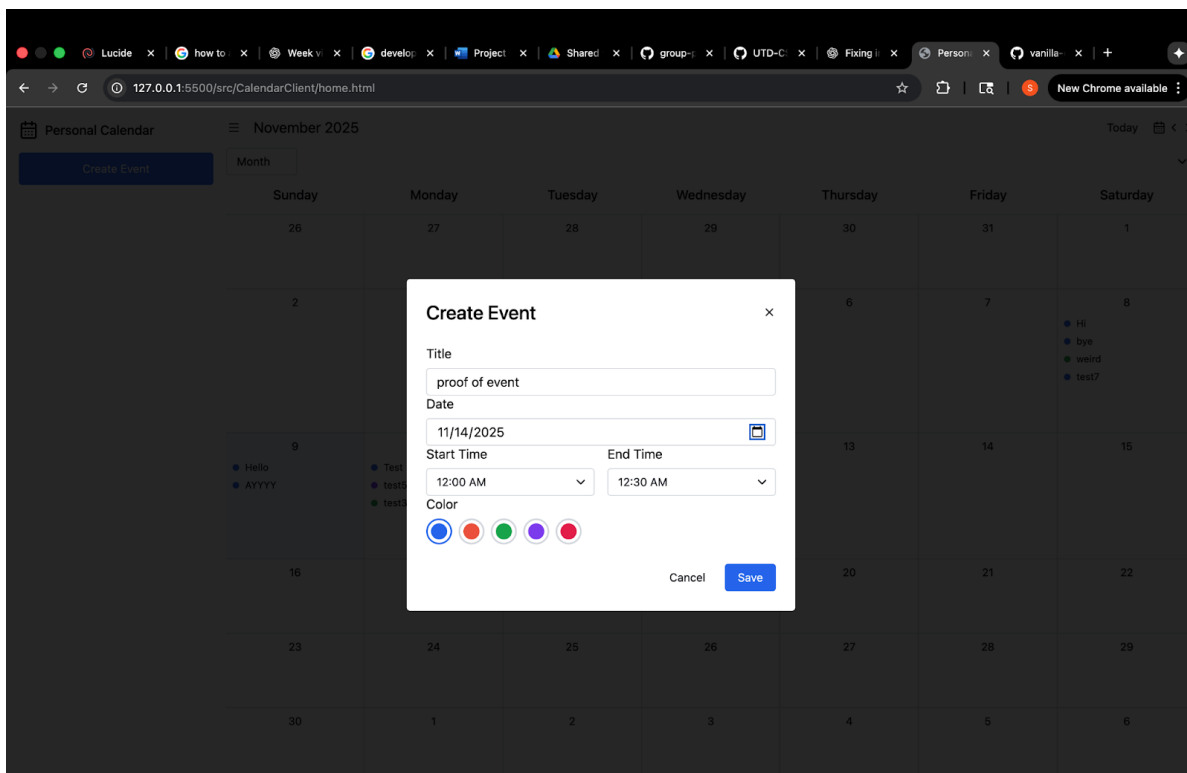 Lucide × how to × Week v × develop × Project × Shared × group-p × UTD-C × Fixing i × Person × vanilla- × +
127.0.0.1:5500/src/CalendarClient/home.html New Chrome available
S
Personal Calendar
November 2025
Today
Create Event
Month
Sunday Monday Tuesday Wednesday Thursday Friday Saturday
26 27 28 29 30 31 1
2 6 7 8
Hi
bye
weird
test7
Create Event ×
Title
proof of event
Date
11/14/2025
Start Time End Time
12:00 AM 12:30 AM
Color
Cancel Save
9 13 14 15
Hello Test
AYYYY test5
test3
16 20 21 22
23 24 25 26 27 28 29
30 1 2 3 4 5 6